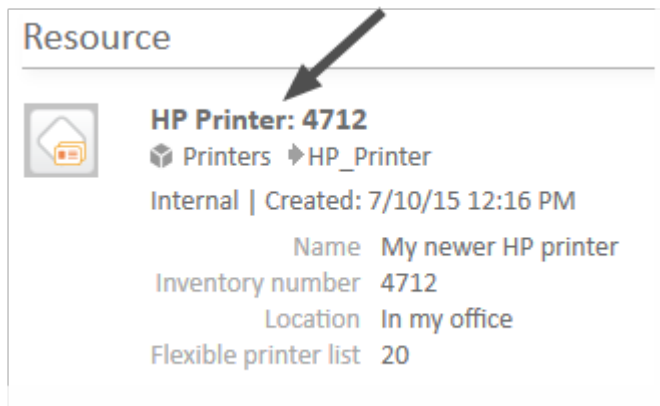 Resource
HP Printer: 4712
Printers HP_Printer
Internal | Created: 7/10/15 12:16 PM
Name My newer HP printer
Inventory number 4712
Location In my office
Flexible printer list 20